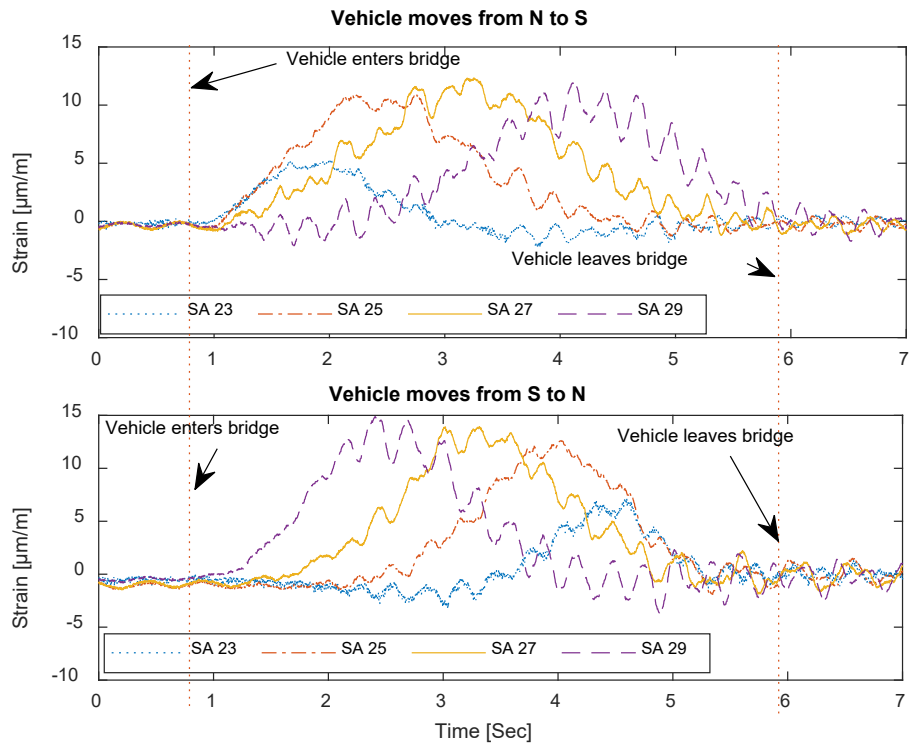 Vehicle moves from N to S
15
10
5
0
-5
-10
Strain [μm/m]
Vehicle enters bridge
Vehicle leaves bridge
SA 23 SA 25 SA 27 SA 29
0 1 2 3 4 5 6 7
Vehicle moves from S to N
15
10
5
0
-5
-10
Strain [μm/m]
Vehicle enters bridge
Vehicle leaves bridge
SA 23 SA 25 SA 27 SA 29
0 1 2 3 4 5 6 7
Time [Sec]